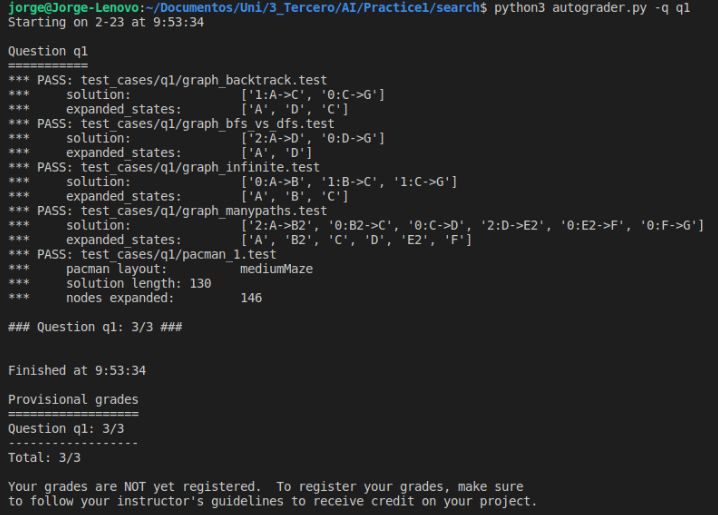 jorge@Jorge-Lenovo:~/Documentos/Uni/3_Tercero/AI/Practice1/search$ python3 autograder.py -q q1
Starting on 2-23 at 9:53:34

Question q1
===========
*** PASS: test_cases/q1/graph_backtrack.test
***     solution:               ['1:A->C', '0:C->G']
***     expanded_states:        ['A', 'D', 'C']
*** PASS: test_cases/q1/graph_bfs_vs_dfs.test
***     solution:               ['2:A->D', '0:D->G']
***     expanded_states:        ['A', 'D']
*** PASS: test_cases/q1/graph_infinite.test
***     solution:               ['0:A->B', '1:B->C', '1:C->G']
***     expanded_states:        ['A', 'B', 'C']
*** PASS: test_cases/q1/graph_manypaths.test
***     solution:               ['2:A->B2', '0:B2->C', '0:C->D', '2:D->E2', '0:E2->F', '0:F->G']
***     expanded_states:        ['A', 'B2', 'C', 'D', 'E2', 'F']
*** PASS: test_cases/q1/pacman_1.test
***     pacman layout:          mediumMaze
***     solution length: 130
***     nodes expanded:         146

### Question q1: 3/3 ###


Finished at 9:53:34

Provisional grades
==================
Question q1: 3/3
------------------
Total: 3/3

Your grades are NOT yet registered.  To register your grades, make sure
to follow your instructor's guidelines to receive credit on your project.